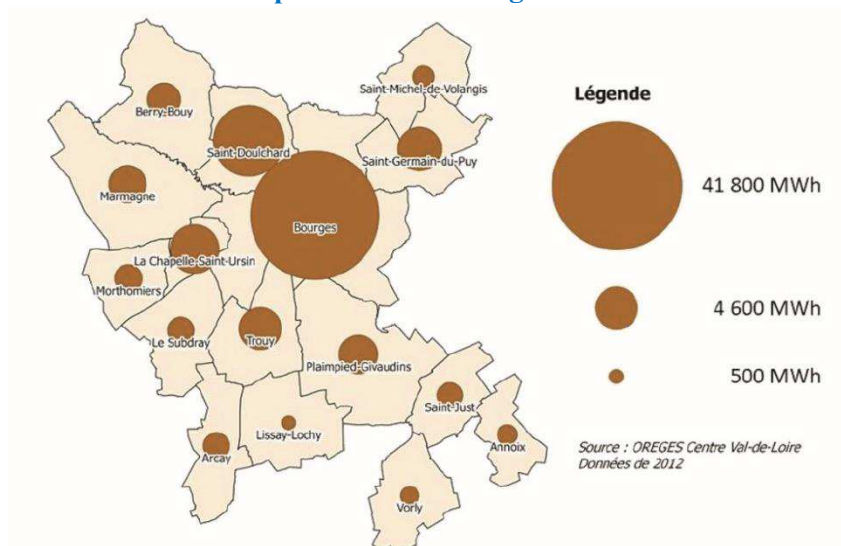 Saint-Michel-de-Volangis
Légende
Berry-Bouy
Saint-Doulchard
Saint-Germain-du-Puy
41 800 MWh
Marmagne
Bourges
La Chapelle-Saint-Ursin
Morthomiers
4 600 MWh
Le Subdray
Trouy
Plaimpied-Givaudins
500 MWh
Saint-Just
Lissay-Lochy
Annoix
Arcay
Source : OREGES Centre Val-de-Loire
Données de 2012
Vorly